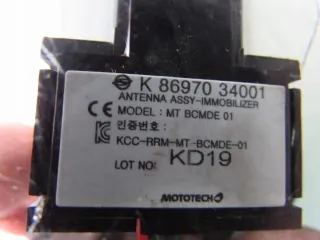 K 86970 34001
ANTENNA ASSY-IMMOBILIZER
CE MODEL : MT BCMDE 01
인증번호 :
KCC-RRM-MT-BCMDE-01
LOT NO: KD19
MOTOTECH